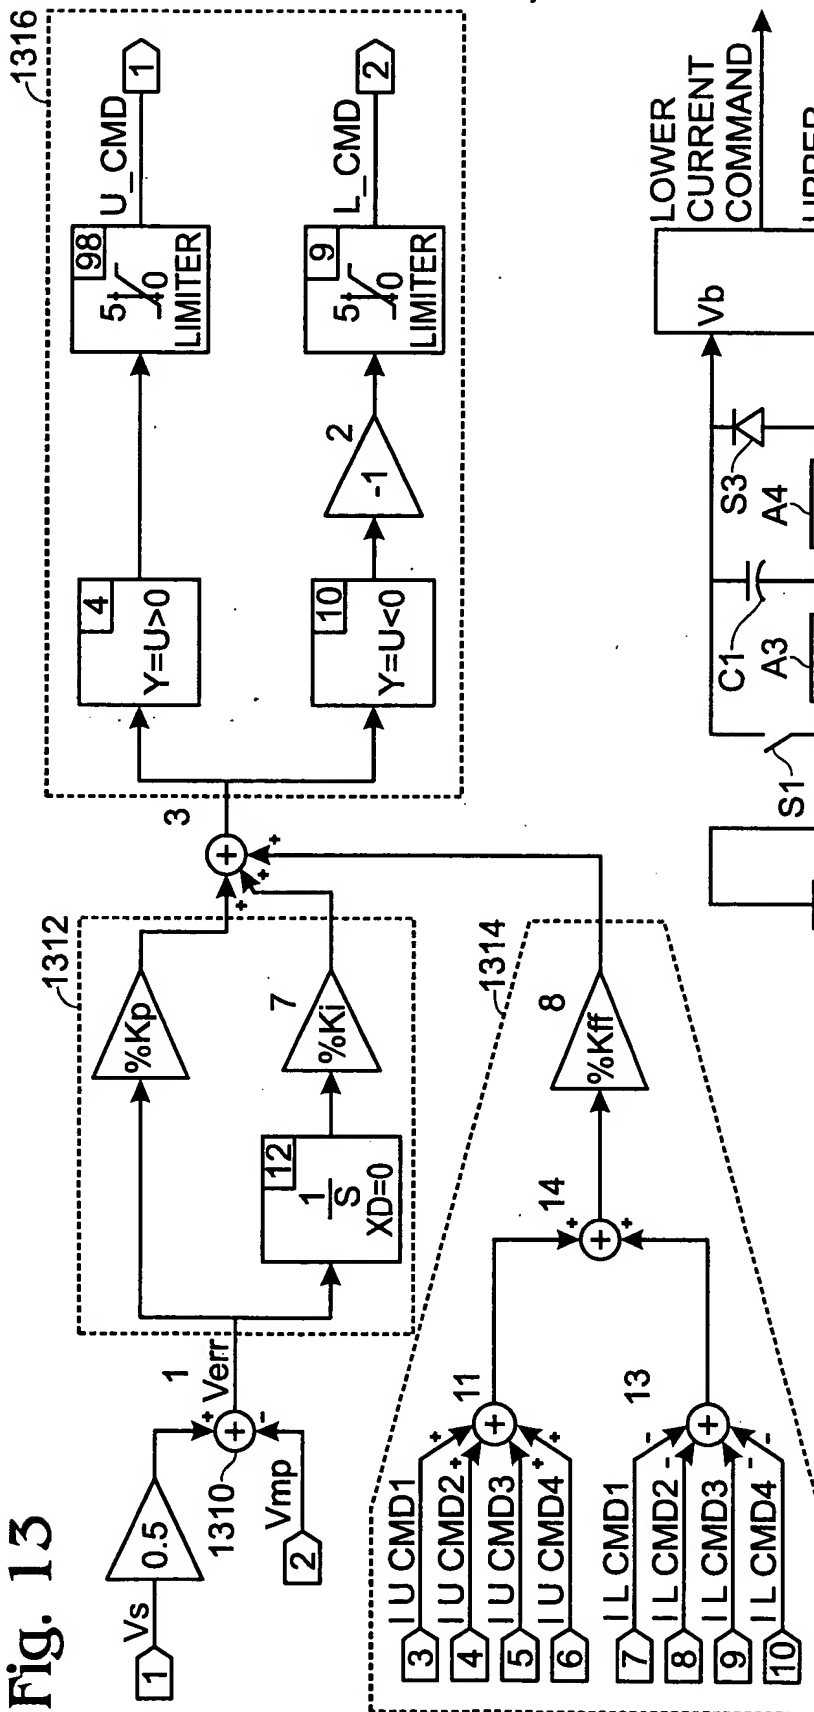 Fig. 13
1
Vs
0.5
1310
Vmp
2
+
+
-
1
Verr
1312
%Kp
12
1
S
XD=0
7
%Ki
3
+
+
+
+
1316
4
Y=U>0
98
5
0
LIMITER
U_CMD
1
10
Y=U<0
2
-1
9
5
0
LIMITER
L_CMD
2
3
I U CMD1
4
I U CMD2
5
I U CMD3
6
I U CMD4
+
+
+
+
+
11
7
I L CMD1
8
I L CMD2
9
I L CMD3
10
I L CMD4
-
-
-
-
+
13
14
+
+
+
8
%Kff
1314
S1
C1
A3
S3
A4
Vb
LOWER
CURRENT
COMMAND
UPPER